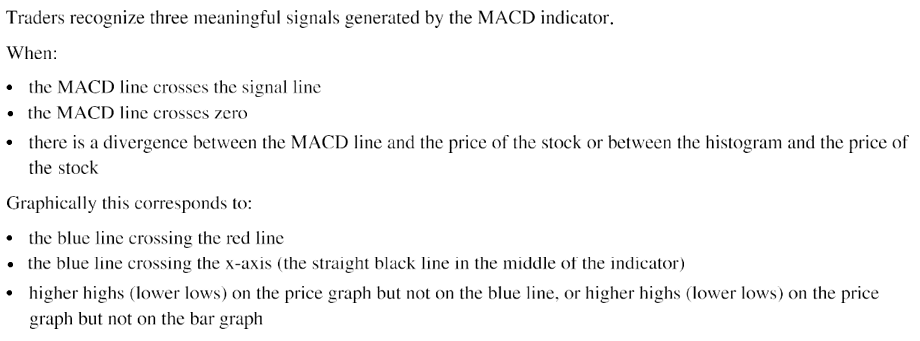 Traders recognize three meaningful signals generated by the MACD indicator.
When:
• the MACD line crosses the signal line
• the MACD line crosses zero
• there is a divergence between the MACD line and the price of the stock or between the histogram and the price of
the stock
Graphically this corresponds to:
• the blue line crossing the red line
• the blue line crossing the x-axis (the straight black line in the middle of the indicator)
• higher highs (lower lows) on the price graph but not on the blue line, or higher highs (lower lows) on the price
graph but not on the bar graph